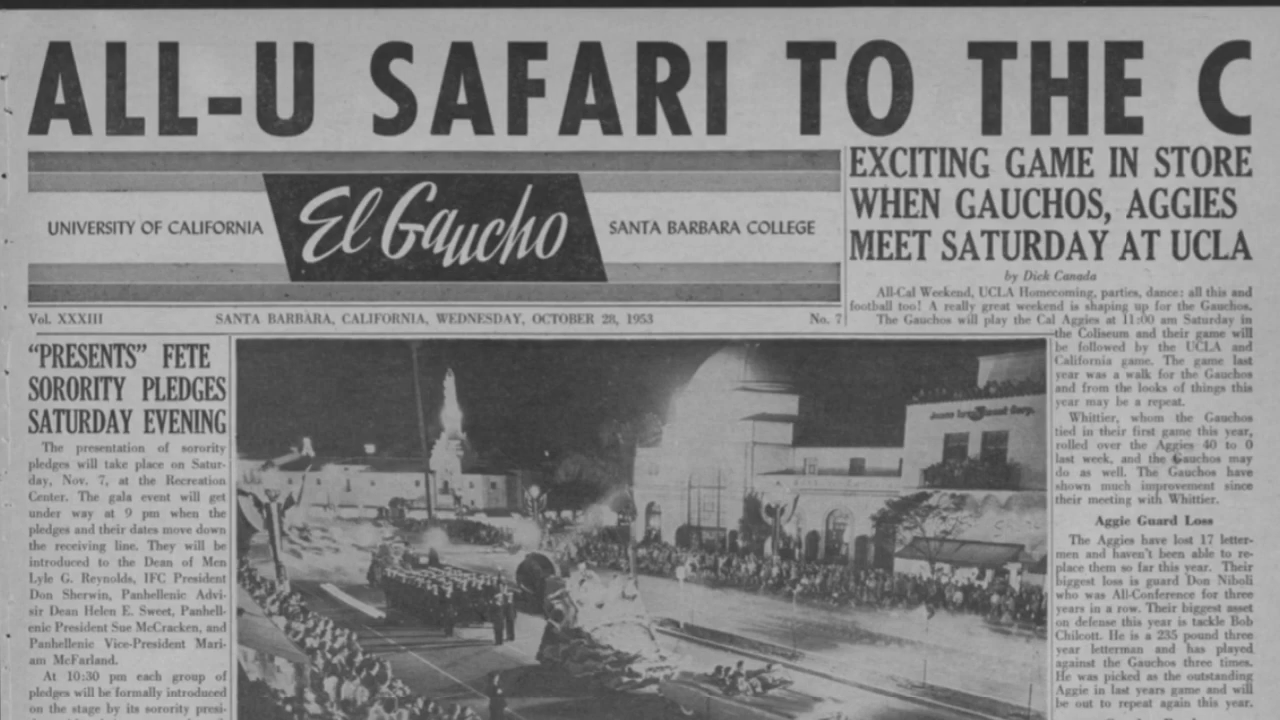 ALL-U SAFARI TO THE C
UNIVERSITY OF CALIFORNIA
El Gaucho
SANTA BARBARA COLLEGE
Vol. XXXIII
SANTA BARBARA, CALIFORNIA, WEDNESDAY, OCTOBER 28, 1953
No. 7
"PRESENTS" FETE
SORORITY PLEDGES
SATURDAY EVENING
The presentation of sorority
pledges will take place on Satur-
day, Nov. 7, at the Recreation
Center. The gala event will get
under way at 9 pm when the
pledges and their dates move down
the receiving line. They will be
introduced to the Dean of Men
Lyle G. Reynolds, IFC President
Don Sherwin, Panhellenic Advi-
sir Dean Helen E. Sweet, Panhell-
enic President Sue McCracken, and
Panhellenic Vice-President Mari-
am McFarland.
At 10:30 pm each group of
pledges will be formally introduced
on the stage by its sorority presi-
EXCITING GAME IN STORE
WHEN GAUCHOS, AGGIES
MEET SATURDAY AT UCLA
by Dick Canada
All-Cal Weekend, UCLA Homecoming, parties, dance: all this and
football too! A really great weekend is shaping up for the Gauchos.
The Gauchos will play the Cal Aggies at 11:00 am Saturday in
the Coliseum and their game will
be followed by the UCLA and
California game. The game last
year was a walk for the Gauchos
and from the looks of things this
year may be a repeat.
Whittier, whom the Gauchos
tied in their first game this year,
rolled over the Aggies 40 to 0
last week, and the Gauchos may
do as well. The Gauchos have
shown much improvement since
their meeting with Whittier.
Aggie Guard Loss
The Aggies have lost 17 letter-
men and haven't been able to re-
place them so far this year. Their
biggest loss is guard Don Niboli
who was All-Conference for three
years in a row. Their biggest asset
on defense this year is tackle Bob
Chilcott. He is a 235 pound three
year letterman and has played
against the Gauchos three times.
He was picked as the outstanding
Aggie in last years game and will
be out to repeat again this year.